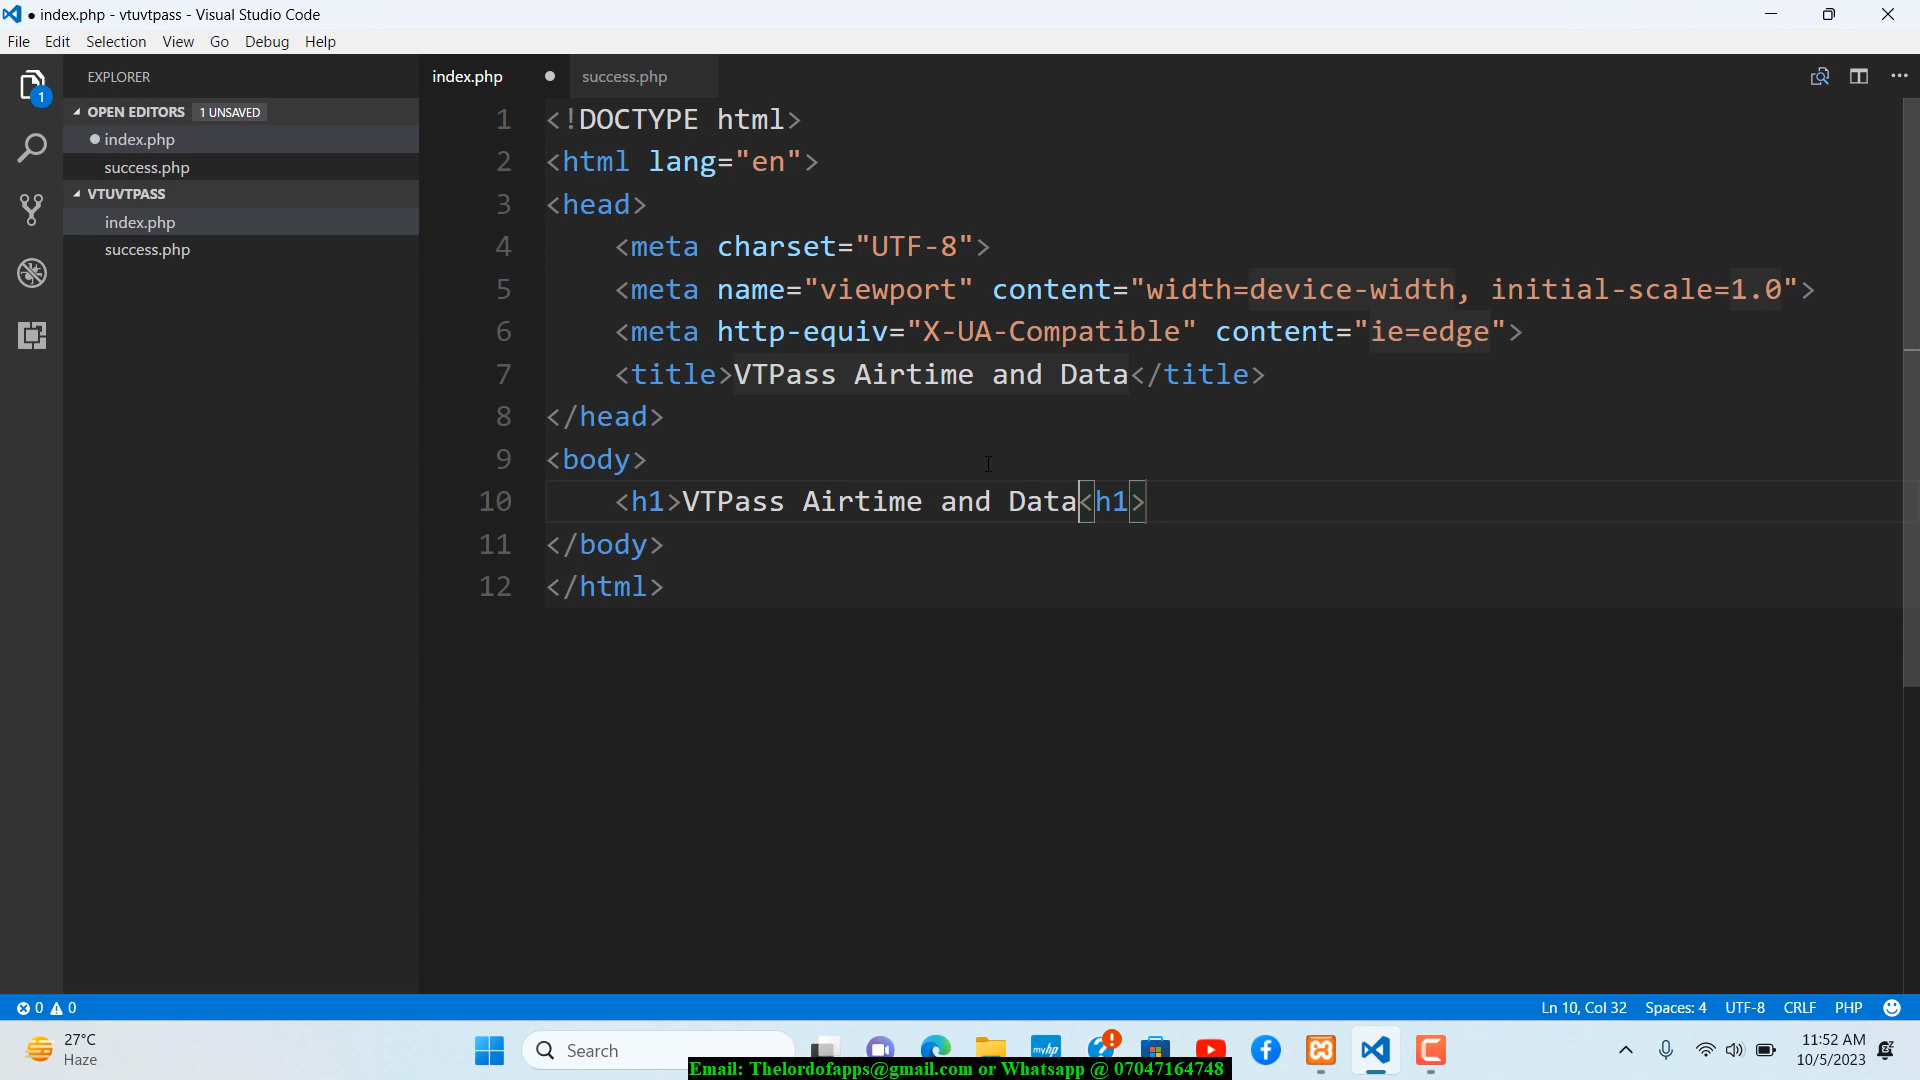 index.php - vtuvtpass - Visual Studio Code
File Edit Selection View Go Debug Help
EXPLORER
index.php
success.php
1
OPEN EDITORS 1 UNSAVED
index.php
success.php
VTUVTPASS
index.php
success.php
1 <!DOCTYPE html>
2 <html lang="en">
3 <head>
4 <meta charset="UTF-8">
5 <meta name="viewport" content="width=device-width, initial-scale=1.0">
6 <meta http-equiv="X-UA-Compatible" content="ie=edge">
7 <title>VTPass Airtime and Data</title>
8 </head>
9 <body>
10 <h1>VTPass Airtime and Data<h1>
11 </body>
12 </html>
0 0
Ln 10, Col 32 Spaces: 4 UTF-8 CRLF PHP
27°C
Haze
Search
myhp
11:52 AM
10/5/2023
Email: Thelordofapps@gmail.com or Whatsapp @ 07047164748